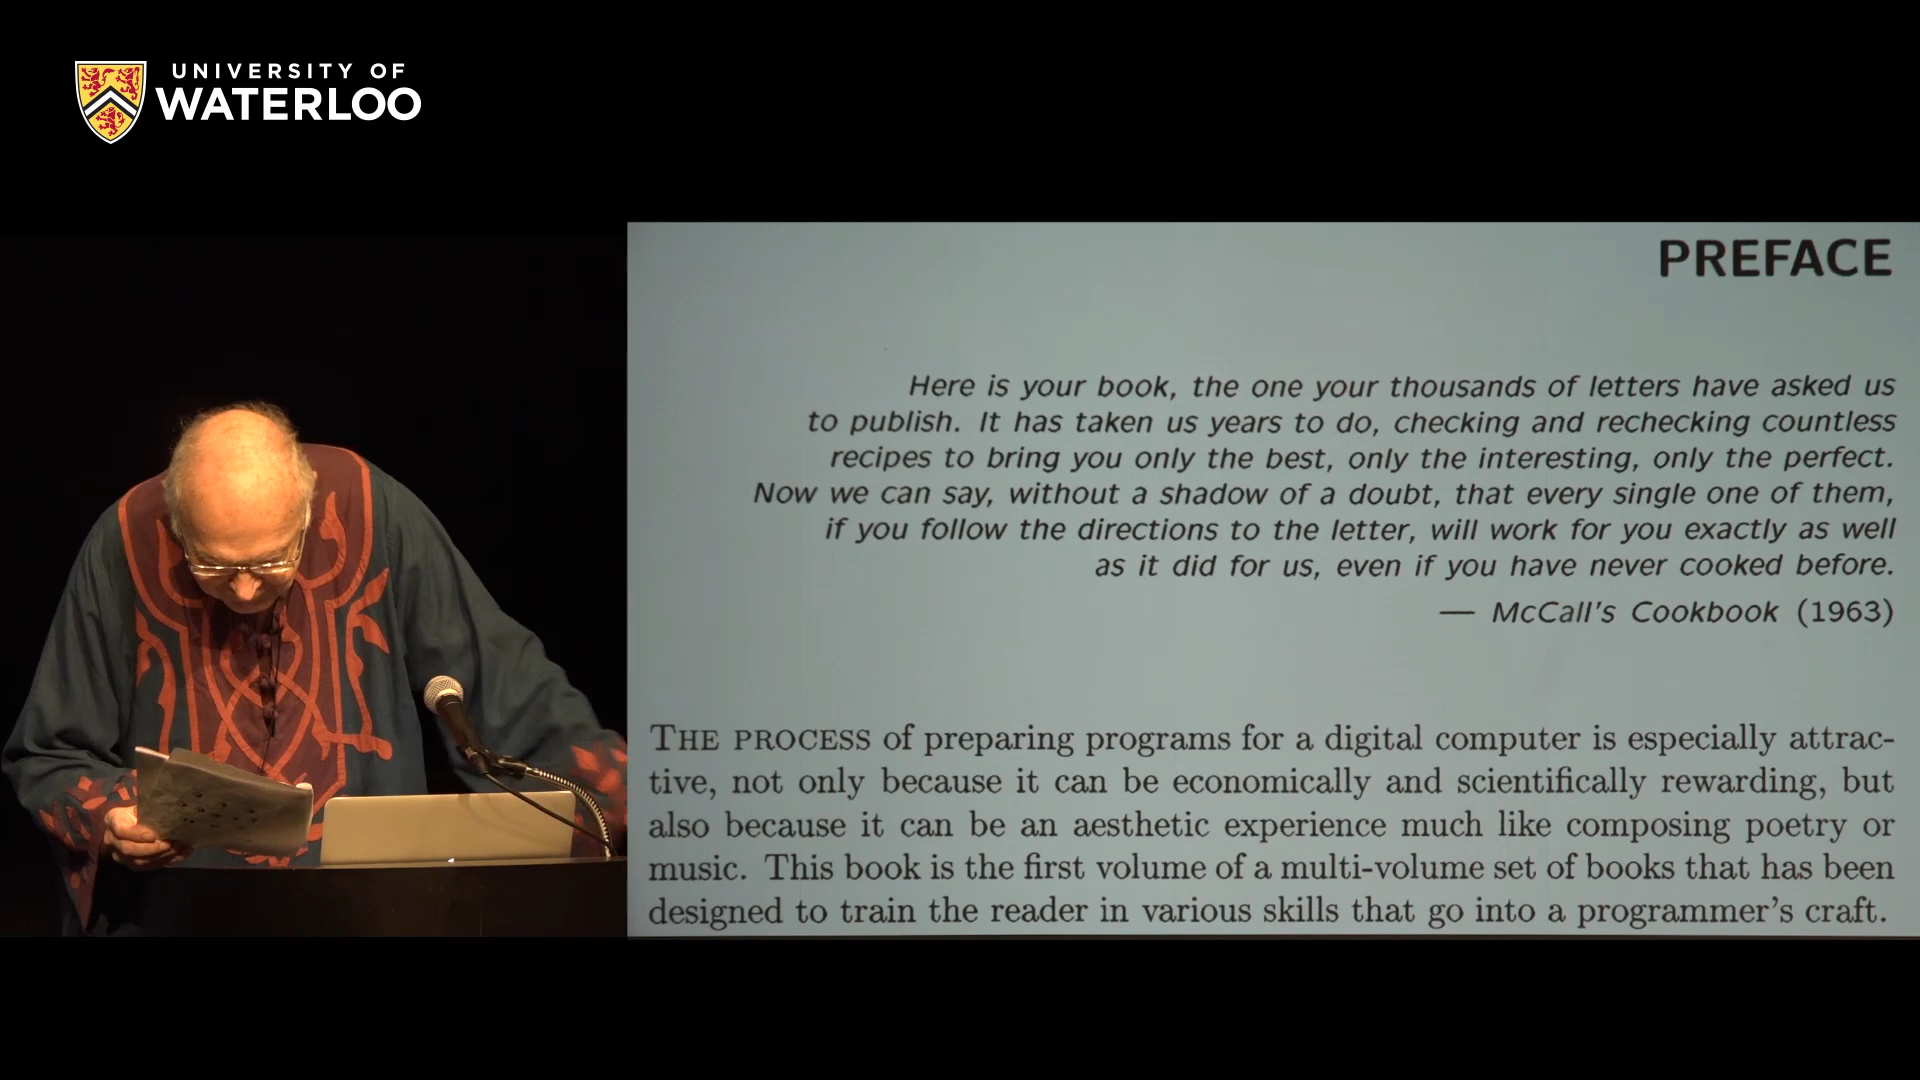 UNIVERSITY OF
WATERLOO
PREFACE
Here is your book, the one your thousands of letters have asked us
to publish. It has taken us years to do, checking and rechecking countless
recipes to bring you only the best, only the interesting, only the perfect.
Now we can say, without a shadow of a doubt, that every single one of them,
if you follow the directions to the letter, will work for you exactly as well
as it did for us, even if you have never cooked before.
— McCall's Cookbook (1963)
THE PROCESS of preparing programs for a digital computer is especially attrac-
tive, not only because it can be economically and scientifically rewarding, but
also because it can be an aesthetic experience much like composing poetry or
music. This book is the first volume of a multi-volume set of books that has been
designed to train the reader in various skills that go into a programmer's craft.